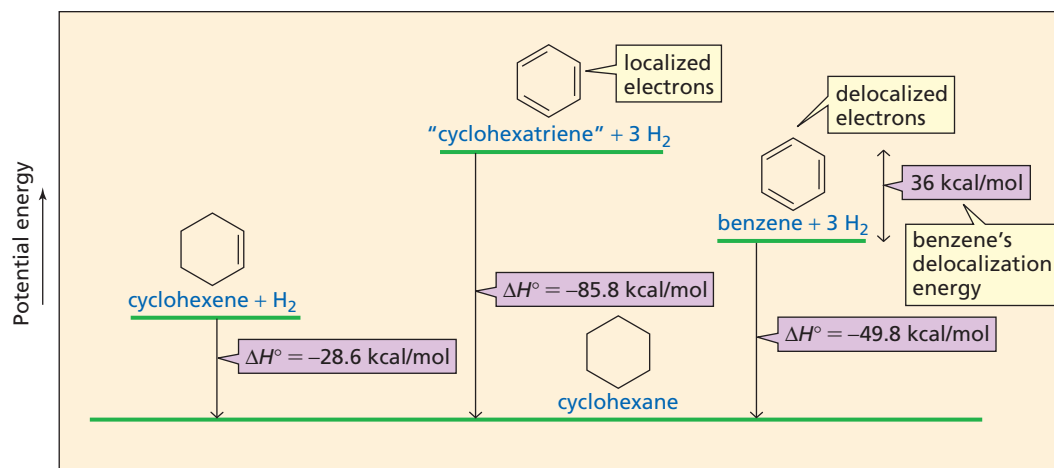 Potential energy
cyclohexene + H₂
ΔH° = –28.6 kcal/mol
localized
electrons
"cyclohexatriene" + 3 H₂
ΔH° = –85.8 kcal/mol
cyclohexane
delocalized
electrons
benzene + 3 H₂
36 kcal/mol
benzene's
delocalization
energy
ΔH° = –49.8 kcal/mol